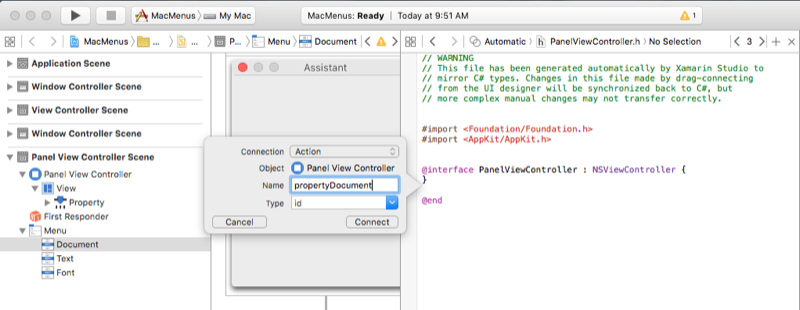 MacMenus
My Mac
MacMenus: Ready | Today at 9:51 AM
1
MacMenus
P...
Menu
Document
Automatic
PanelViewController.h
No Selection
3
Application Scene
Window Controller Scene
View Controller Scene
Window Controller Scene
Panel View Controller Scene
Panel View Controller
View
Property
First Responder
Menu
Document
Text
Font
Assistant
Connection Action
Object Panel View Controller
Name propertyDocument
Type id
Cancel Connect
// WARNING
// This file has been generated automatically by Xamarin Studio to
// mirror C# types. Changes in this file made by drag-connecting
// from the UI designer will be synchronized back to C#, but
// more complex manual changes may not transfer correctly.
#import <Foundation/Foundation.h>
#import <AppKit/AppKit.h>
@interface PanelViewController : NSViewController {
}
@end